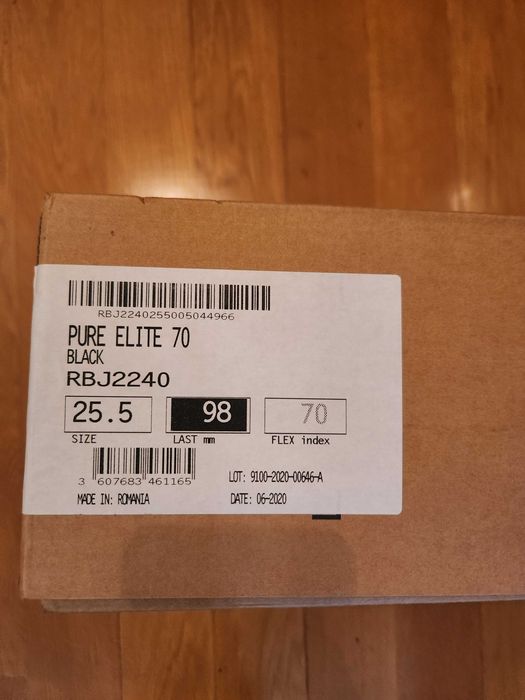 RBJ2240255005044966
PURE ELITE 70
BLACK
RBJ2240
25.5 98 70
SIZE LAST mm FLEX index
3 607683 461165
LOT: 9100-2020-00646-A
MADE IN: ROMANIA DATE: 06-2020